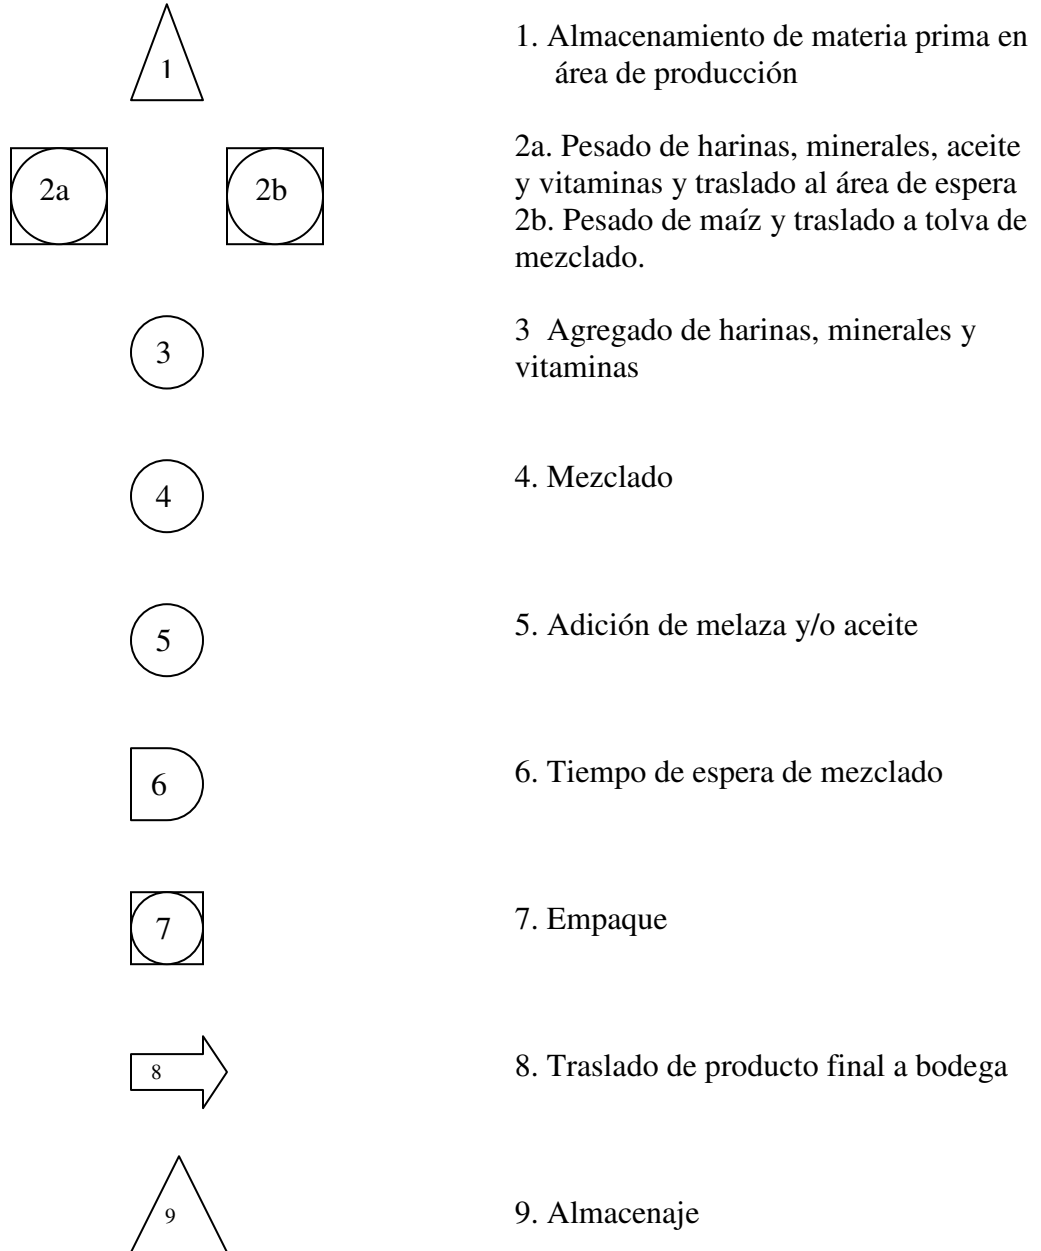 1
1. Almacenamiento de materia prima en
área de producción
2a
2b
2a. Pesado de harinas, minerales, aceite
y vitaminas y traslado al área de espera
2b. Pesado de maíz y traslado a tolva de
mezclado.
3
3 Agregado de harinas, minerales y
vitaminas
4
4. Mezclado
5
5. Adición de melaza y/o aceite
6
6. Tiempo de espera de mezclado
7
7. Empaque
8
8. Traslado de producto final a bodega
9
9. Almacenaje